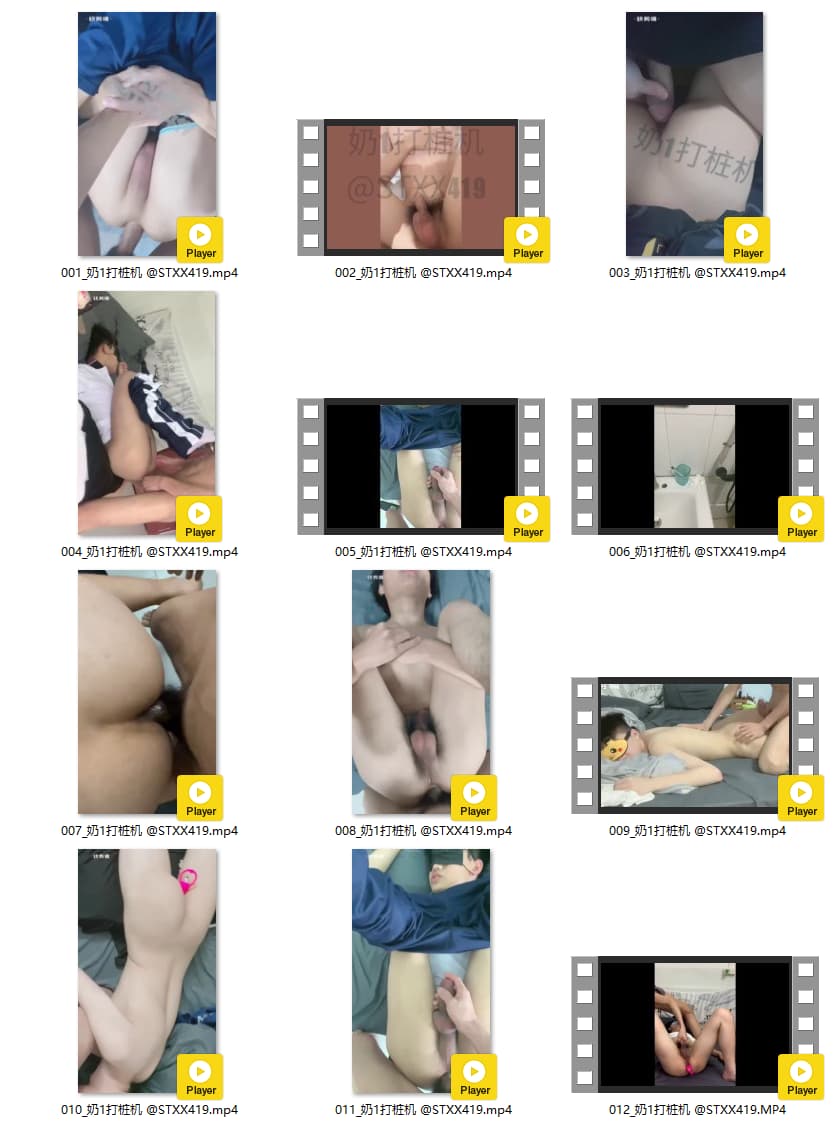 奶1打桩机
@STXX419
奶1打桩机
Player
Player
Player
001_奶1打桩机 @STXX419.mp4
002_奶1打桩机 @STXX419.mp4
003_奶1打桩机 @STXX419.mp4
Player
Player
Player
004_奶1打桩机 @STXX419.mp4
005_奶1打桩机 @STXX419.mp4
006_奶1打桩机 @STXX419.mp4
Player
Player
Player
007_奶1打桩机 @STXX419.mp4
008_奶1打桩机 @STXX419.mp4
009_奶1打桩机 @STXX419.mp4
Player
Player
Player
010_奶1打桩机 @STXX419.mp4
011_奶1打桩机 @STXX419.mp4
012_奶1打桩机 @STXX419.MP4